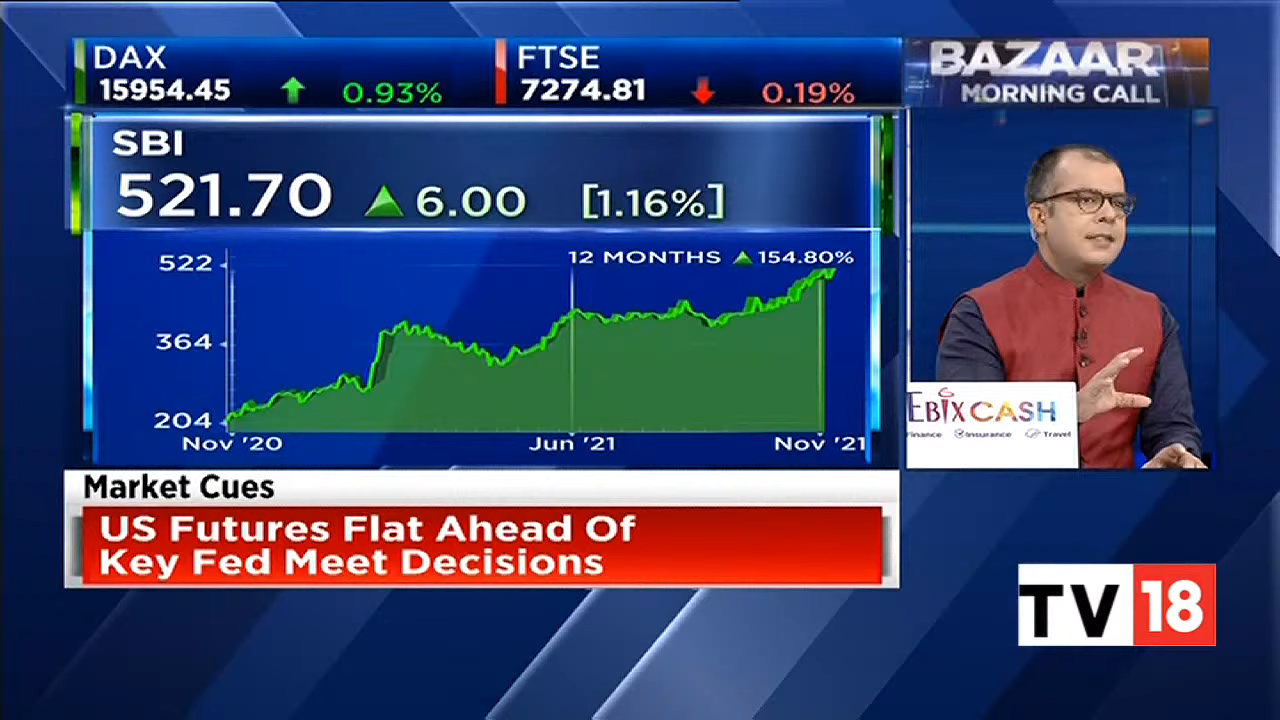 DAX
15954.45 0.93%
FTSE
7274.81 0.19%
BAZAAR
MORNING CALL
SBI
521.70 6.00 [1.16%]
12 MONTHS 154.80%
522
364
204
Nov '20 Jun '21 Nov '21
EBIXCASH
Finance Insurance Travel
Market Cues
US Futures Flat Ahead Of
Key Fed Meet Decisions
TV18